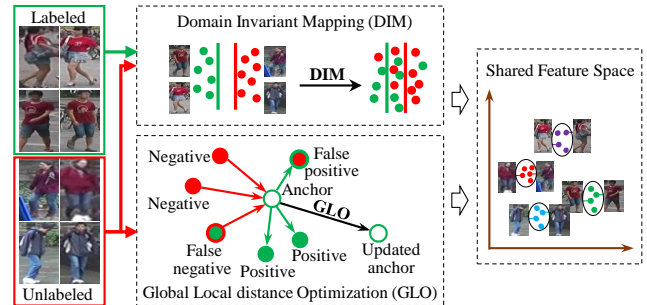 Labeled
Unlabeled
Domain Invariant Mapping (DIM)
DIM
Negative
Negative
False
negative
False
positive
Anchor
GLO
Positive
Positive
Updated
anchor
Global Local distance Optimization (GLO)
Shared Feature Space